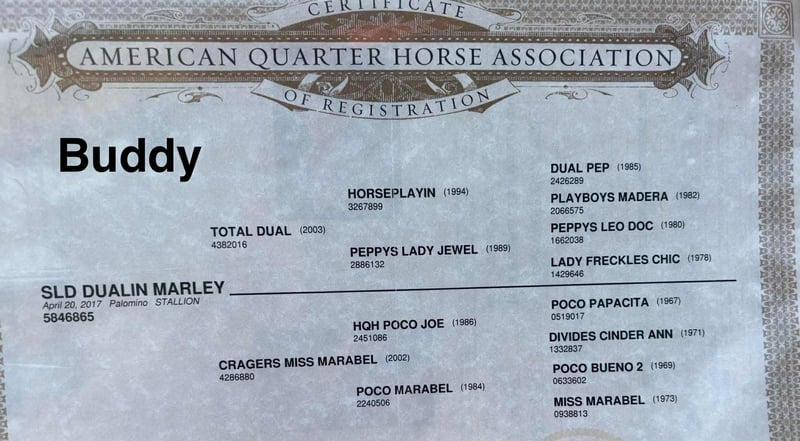 CERTIFICATE
AMERICAN QUARTER HORSE ASSOCIATION
OF REGISTRATION
Buddy
DUAL PEP (1985)
2426289
HORSEPLAYIN (1994)
3267899
PLAYBOYS MADERA (1982)
2066575
TOTAL DUAL (2003)
4382016
PEPPYS LEO DOC (1980)
1662038
PEPPYS LADY JEWEL (1989)
2886132
LADY FRECKLES CHIC (1978)
1429646
SLD DUALIN MARLEY
April 20, 2017 Palomino STALLION
5846865
POCO PAPACITA (1967)
0519017
HQH POCO JOE (1986)
2451086
DIVIDES CINDER ANN (1971)
1332837
CRAGERS MISS MARABEL (2002)
4286880
POCO BUENO 2 (1969)
0633602
POCO MARABEL (1984)
2240506
MISS MARABEL (1973)
0938813